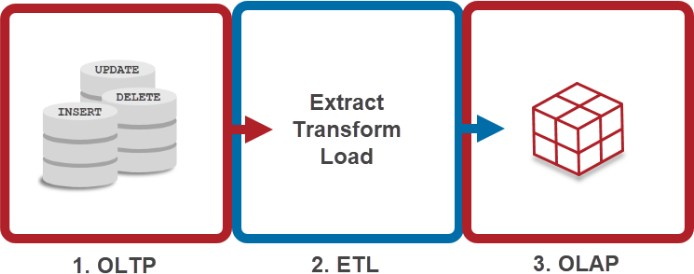 UPDATE
DELETE
INSERT
Extract
Transform
Load
1. OLTP
2. ETL
3. OLAP